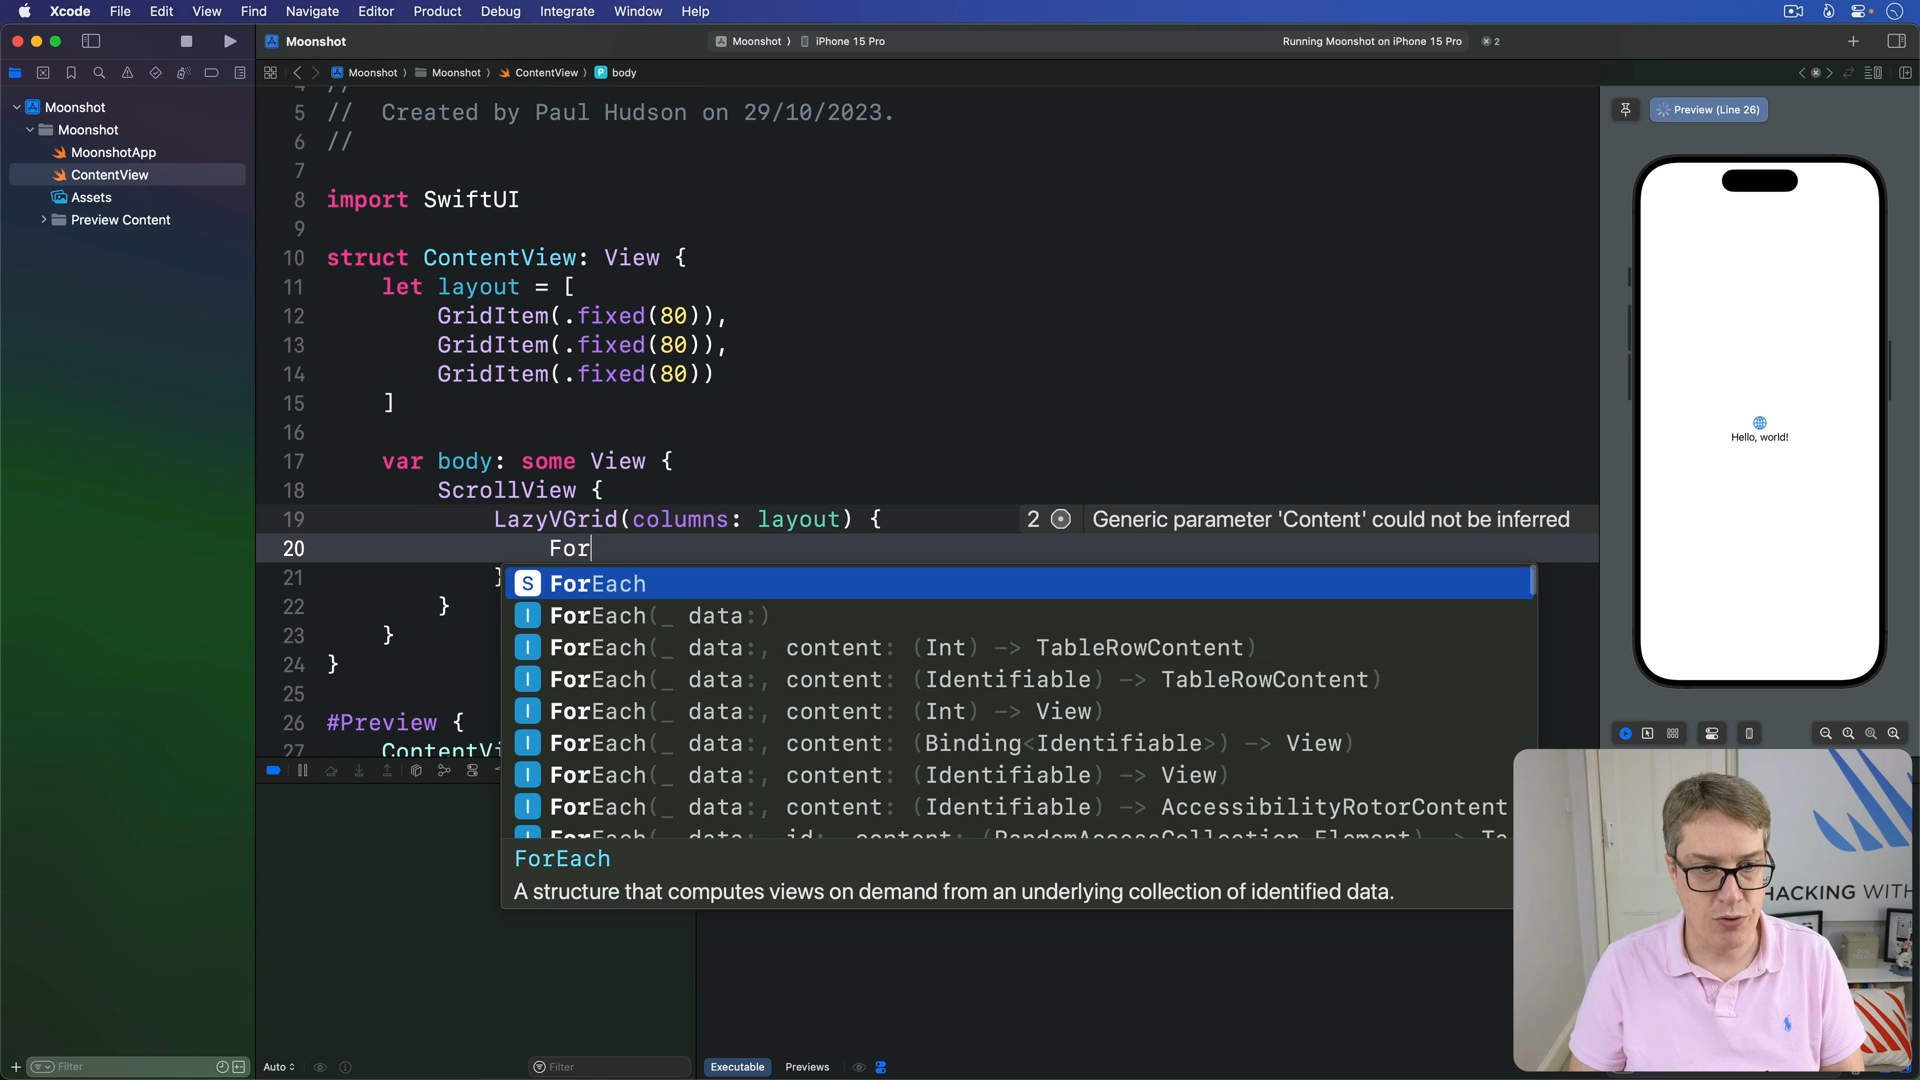 Xcode File Edit View Find Navigate Editor Product Debug Integrate Window Help
Moonshot
Moonshot iPhone 15 Pro
Running Moonshot on iPhone 15 Pro
2
Moonshot Moonshot ContentView body
Moonshot
Moonshot
MoonshotApp
ContentView
Assets
Preview Content
5 // Created by Paul Hudson on 29/10/2023.
6 //
7
8 import SwiftUI
9
10 struct ContentView: View {
11 let layout = [
12 GridItem(.fixed(80)),
13 GridItem(.fixed(80)),
14 GridItem(.fixed(80))
15 ]
16
17 var body: some View {
18 ScrollView {
19 LazyVGrid(columns: layout) {
2 Generic parameter 'Content' could not be inferred
20 For
21 }
22 }
23 }
24 }
25
26 #Preview {
27 ContentVi
S ForEach
I ForEach(_ data:)
I ForEach(_ data:, content: (Int) -> TableRowContent)
I ForEach(_ data:, content: (Identifiable) -> TableRowContent)
I ForEach(_ data:, content: (Int) -> View)
I ForEach(_ data:, content: (Binding<Identifiable>) -> View)
I ForEach(_ data:, content: (Identifiable) -> View)
I ForEach(_ data:, content: (Identifiable) -> AccessibilityRotorContent
I ForEach(_ data:, id:, content: (RandomAccessCollection.Element) -> Ta
ForEach
A structure that computes views on demand from an underlying collection of identified data.
Preview (Line 26)
Hello, world!
HACKING WITH
Filter
Auto
Filter
Executable
Previews